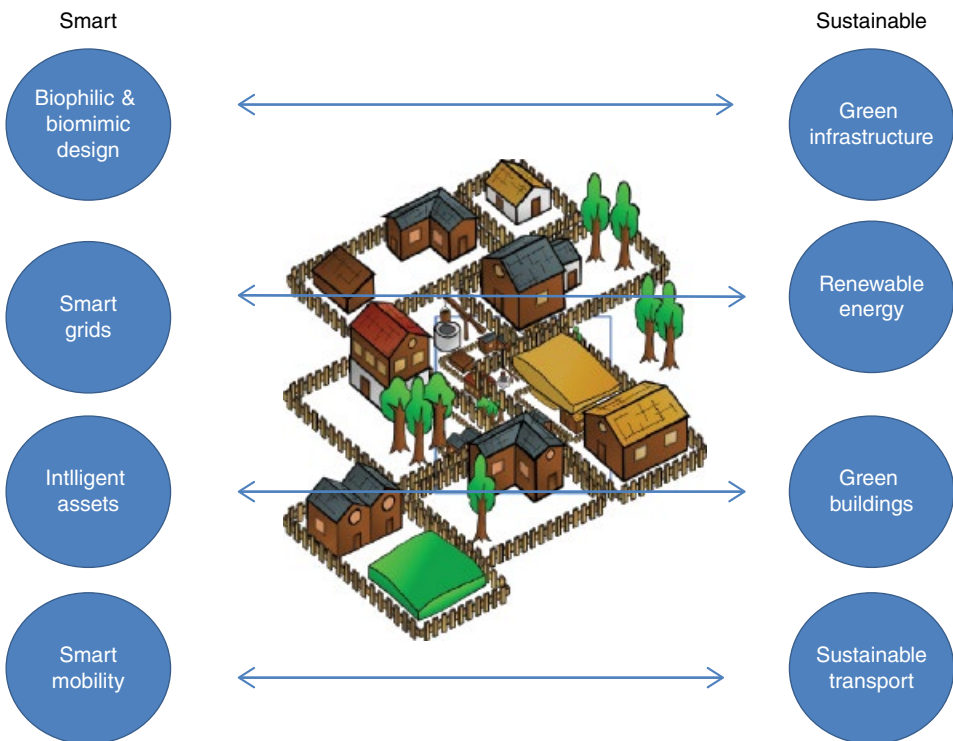 Smart
Sustainable
Biophilic &
biomimic
design
Green
infrastructure
Smart
grids
Renewable
energy
Intlligent
assets
Green
buildings
Smart
mobility
Sustainable
transport